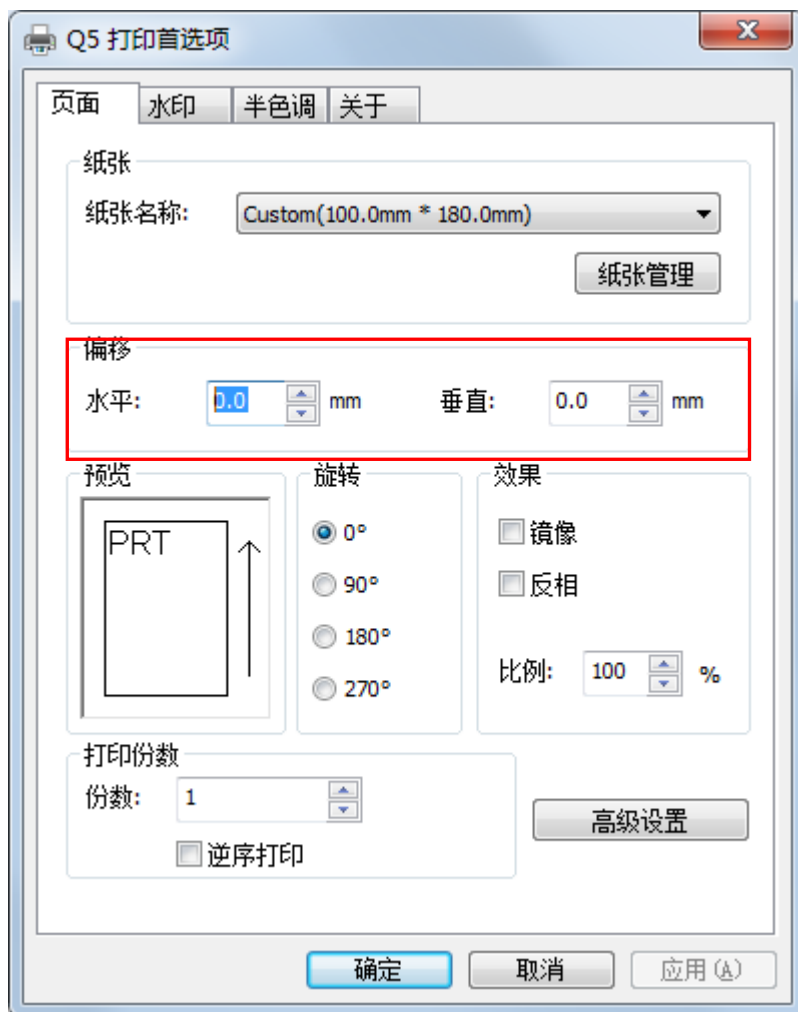 Q5 打印首选项
页面 水印 半色调 关于
纸张
纸张名称: Custom(100.0mm * 180.0mm)
纸张管理
偏移
水平: 0.0 mm 垂直: 0.0 mm
预览 旋转 效果
PRT
0° 镜像
90° 反相
180°
比例: 100 %
270°
打印份数
份数: 1
高级设置
逆序打印
确定 取消 应用(A)